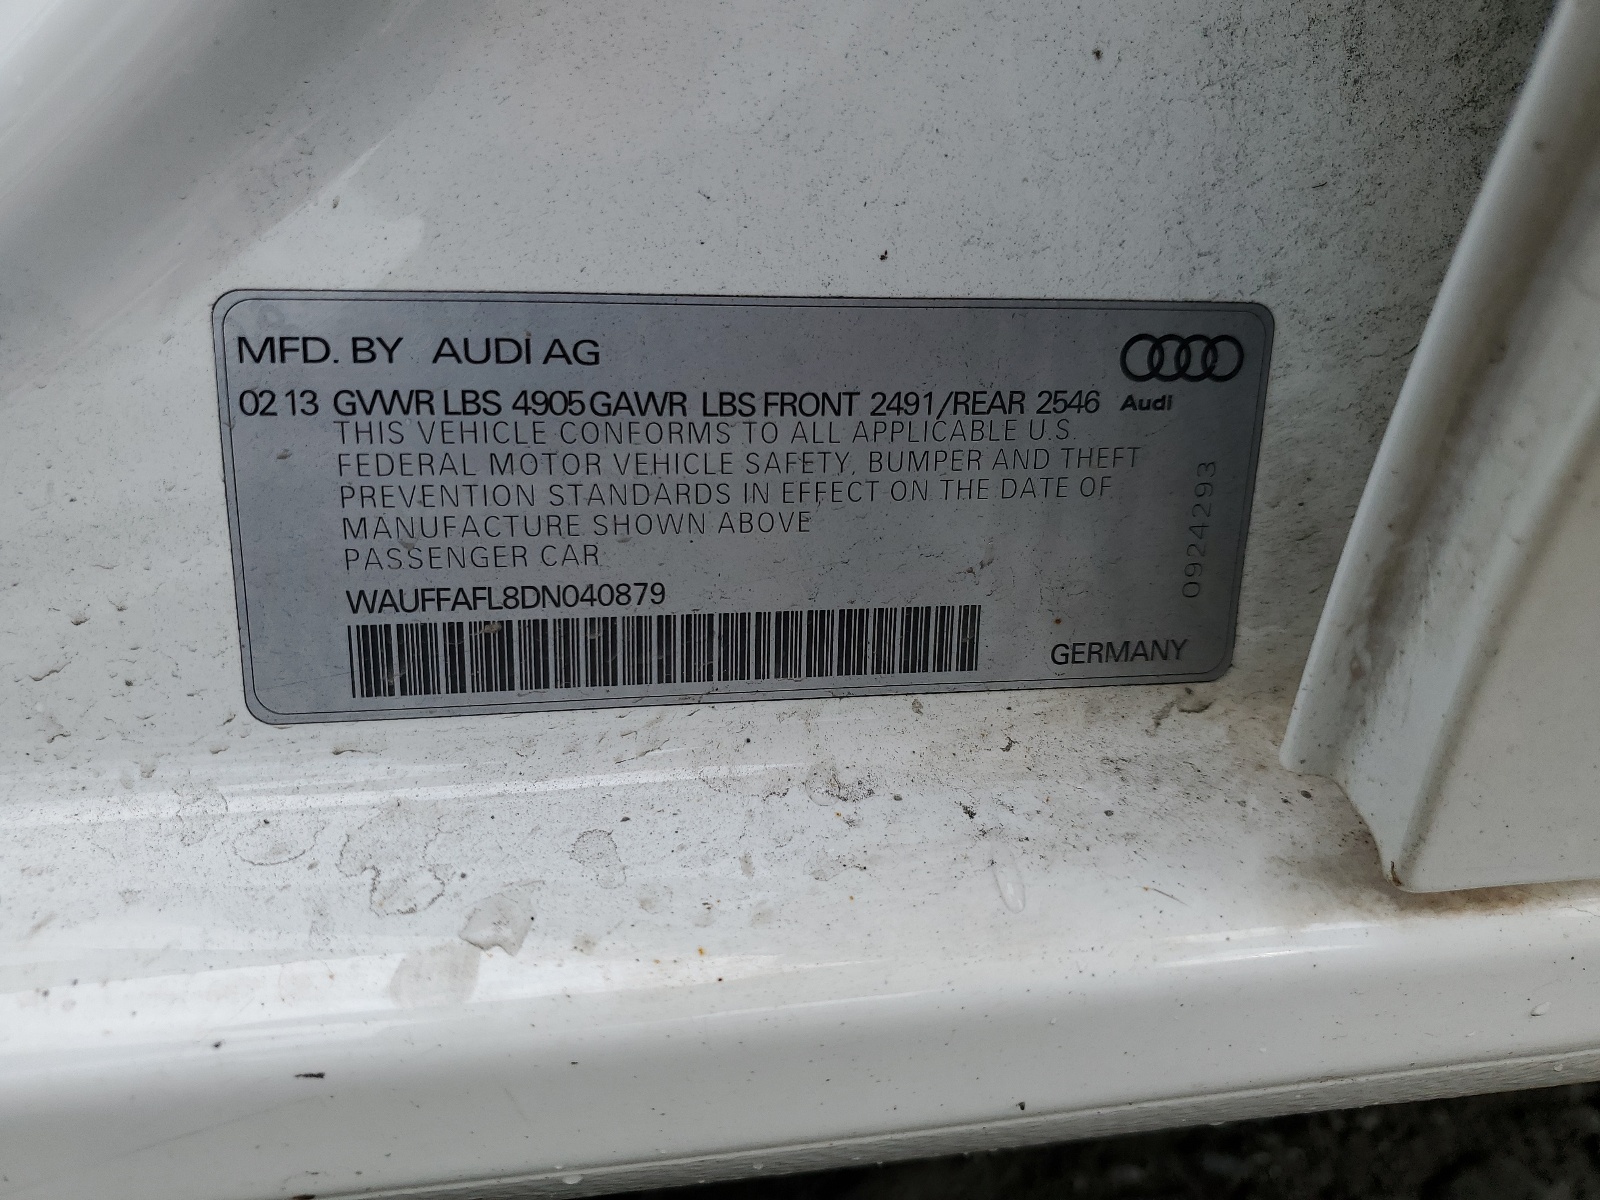 MFD. BY AUDI AG
02 13 GVWR LBS 4905 GAWR LBS FRONT 2491/REAR 2546
Audi
THIS VEHICLE CONFORMS TO ALL APPLICABLE U.S.
FEDERAL MOTOR VEHICLE SAFETY, BUMPER AND THEFT
PREVENTION STANDARDS IN EFFECT ON THE DATE OF
MANUFACTURE SHOWN ABOVE
PASSENGER CAR
WAUFFAFL8DN040879
GERMANY
0924293